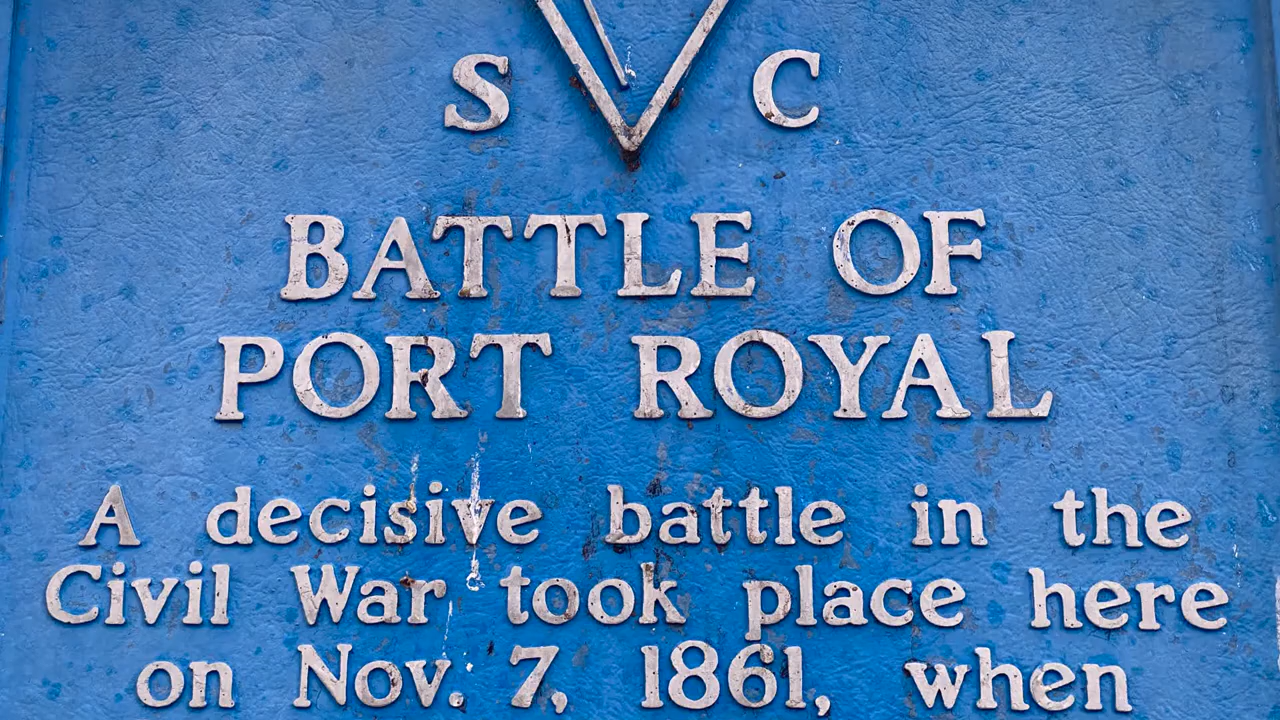 S C
BATTLE OF
PORT ROYAL
A decisive battle in the
Civil War took place here
on Nov. 7, 1861, when